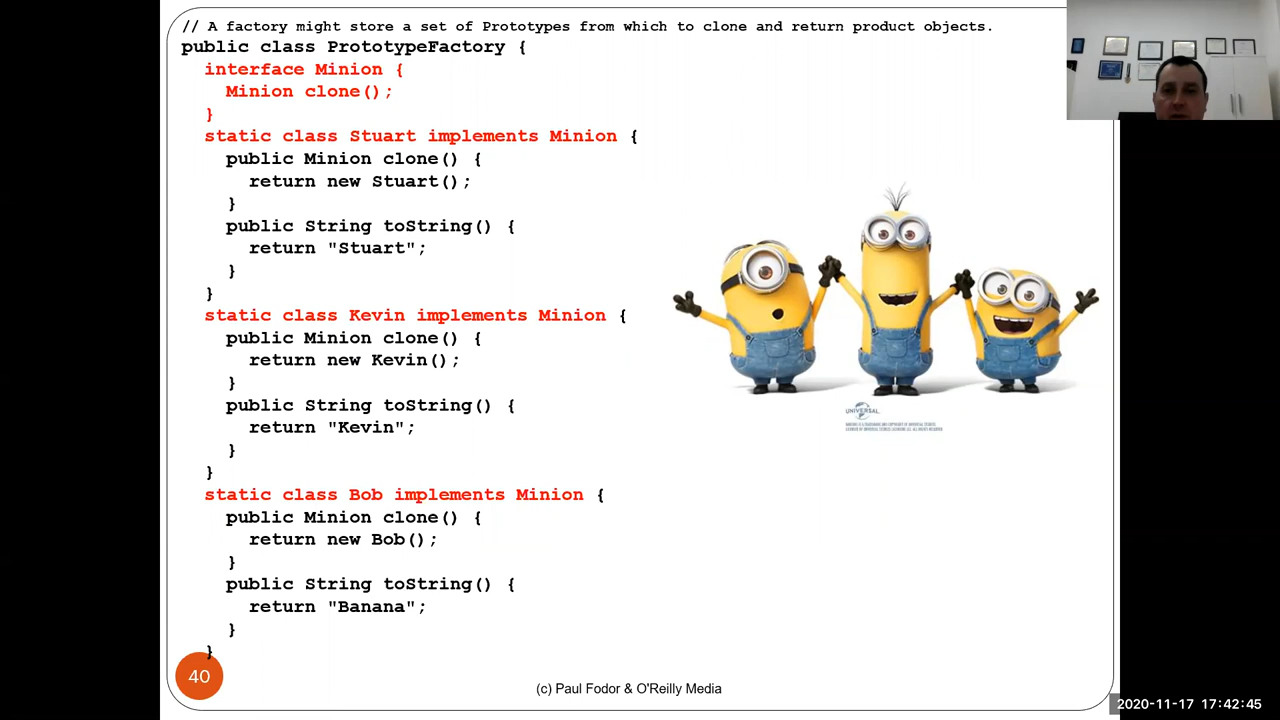 // A factory might store a set of Prototypes from which to clone and return product objects.
public class PrototypeFactory {
interface Minion {
Minion clone();
}
static class Stuart implements Minion {
public Minion clone() {
return new Stuart();
}
public String toString() {
return "Stuart";
}
}
static class Kevin implements Minion {
public Minion clone() {
return new Kevin();
}
public String toString() {
return "Kevin";
}
}
static class Bob implements Minion {
public Minion clone() {
return new Bob();
}
public String toString() {
return "Banana";
}
}
UNIVERSAL
40
(c) Paul Fodor & O'Reilly Media
2020-11-17 17:42:45